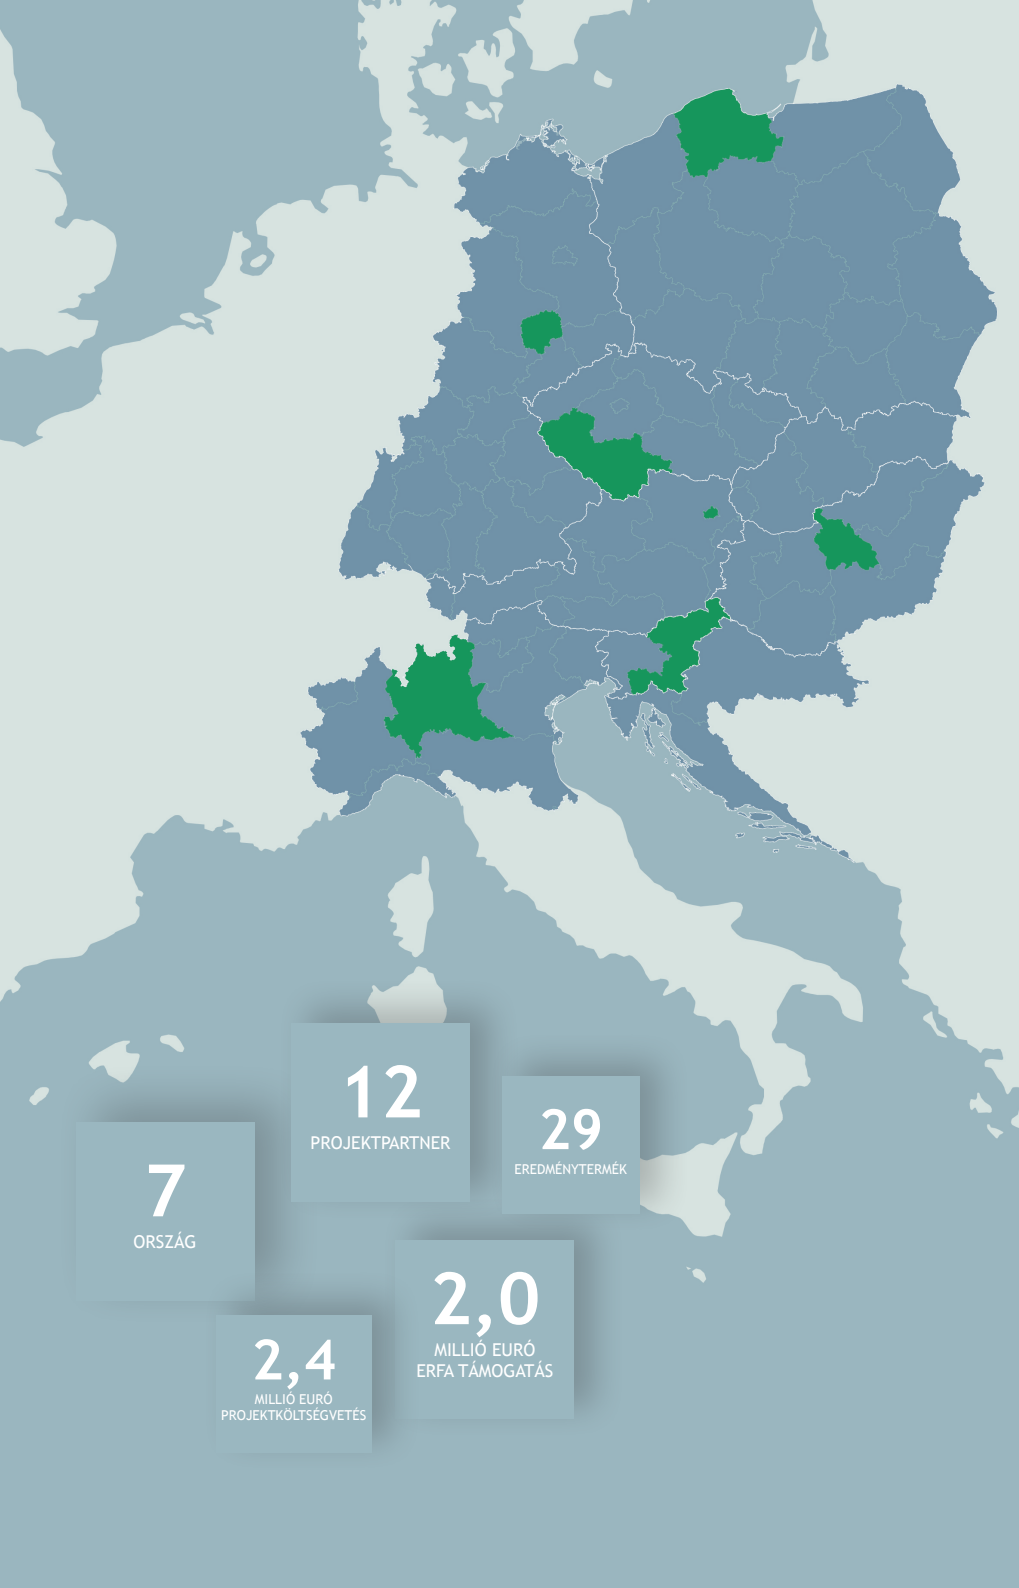 12
PROJEKTPARTNER
29
EREDMÉNYTERMÉK
7
ORSZÁG
2,0
MILLIÓ EURÓ
ERFA TÁMOGATÁS
2,4
MILLIÓ EURÓ
PROJEKTKÖLTSÉGVETÉS